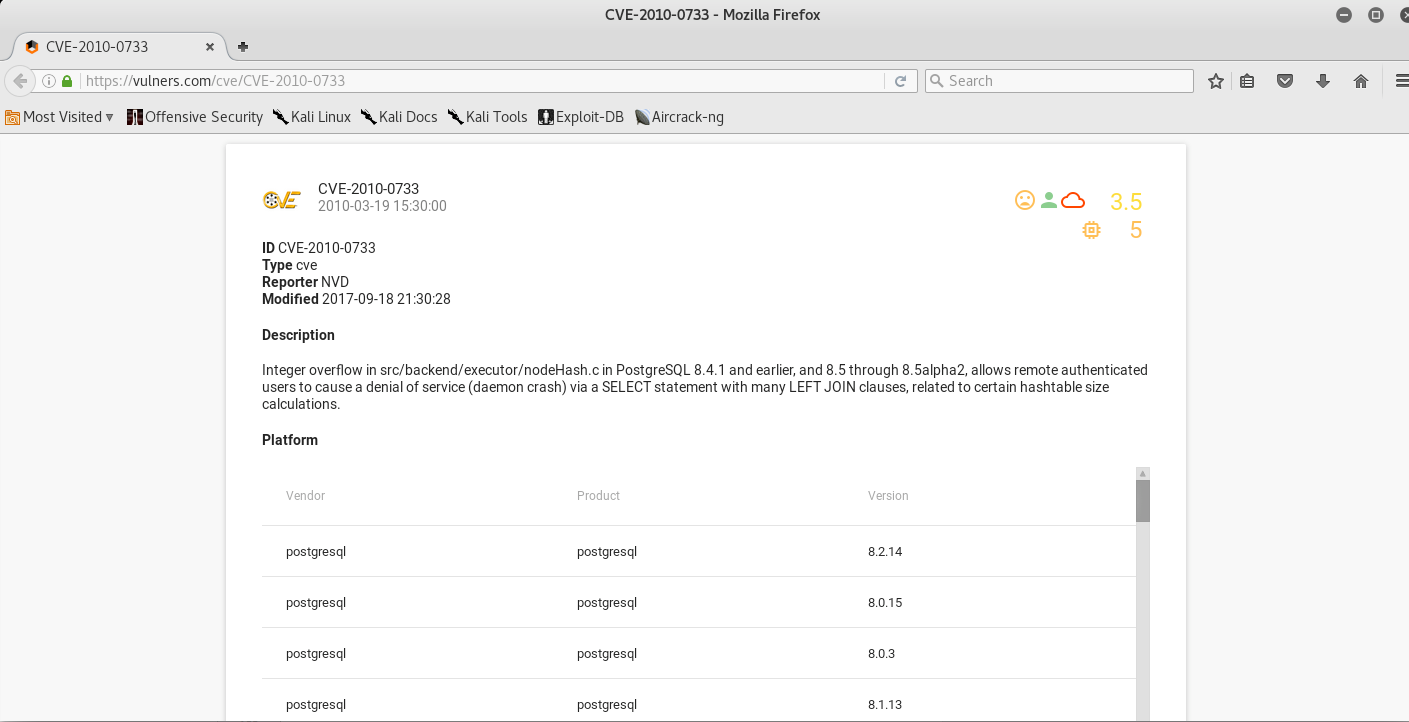 CVE-2010-0733 - Mozilla Firefox
CVE-2010-0733
https://vulners.com/cve/CVE-2010-0733
Search
Most Visited
Offensive Security
Kali Linux
Kali Docs
Kali Tools
Exploit-DB
Aircrack-ng
CVE
CVE-2010-0733
2010-03-19 15:30:00
3.5
5
ID CVE-2010-0733
Type cve
Reporter NVD
Modified 2017-09-18 21:30:28
Description
Integer overflow in src/backend/executor/nodeHash.c in PostgreSQL 8.4.1 and earlier, and 8.5 through 8.5alpha2, allows remote authenticated
users to cause a denial of service (daemon crash) via a SELECT statement with many LEFT JOIN clauses, related to certain hashtable size
calculations.
Platform
Vendor Product Version
postgresql postgresql 8.2.14
postgresql postgresql 8.0.15
postgresql postgresql 8.0.3
postgresql postgresql 8.1.13